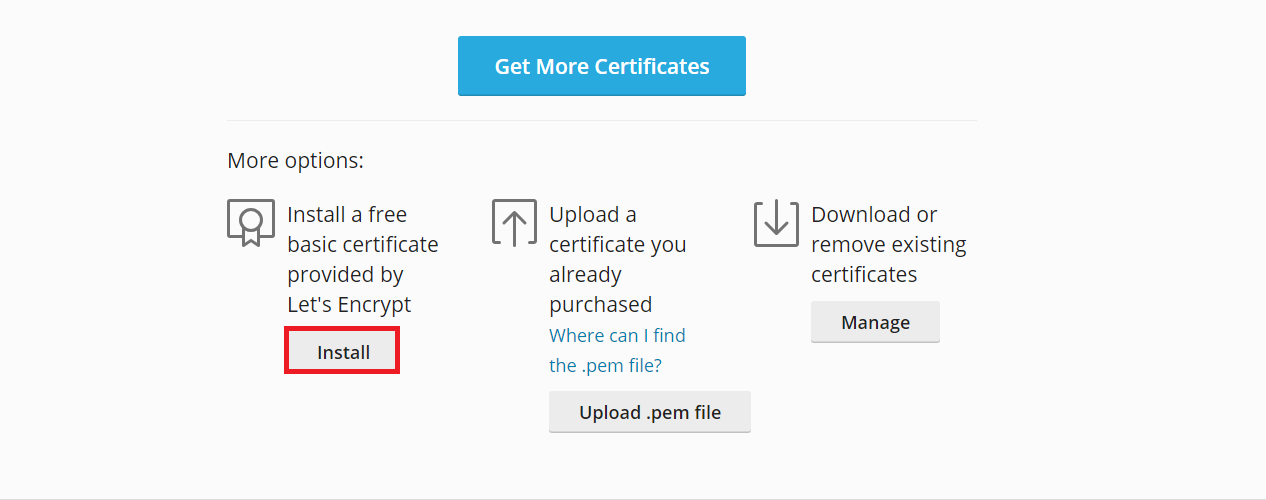 Get More Certificates
More options:
Install a free
basic certificate
provided by
Let's Encrypt
Install
Upload a
certificate you
already
purchased
Where can I find
the .pem file?
Upload .pem file
Download or
remove existing
certificates
Manage